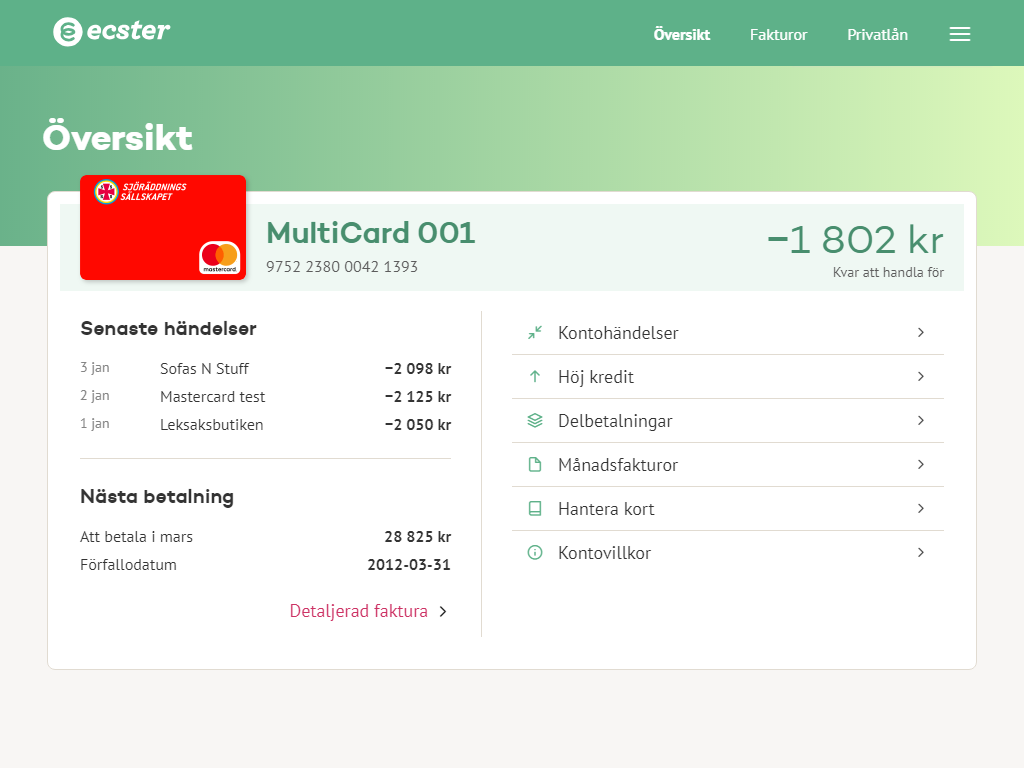 ecster
Översikt Fakturor Privatlån
Översikt
SJÖRÄDDNINGS
SÄLLSKAPET
mastercard
MultiCard 001
9752 2380 0042 1393
−1 802 kr
Kvar att handla för
Senaste händelser
3 jan Sofas N Stuff −2 098 kr
2 jan Mastercard test −2 125 kr
1 jan Leksaksbutiken −2 050 kr
Nästa betalning
Att betala i mars 28 825 kr
Förfallodatum 2012-03-31
Detaljerad faktura
Kontohändelser
Höj kredit
Delbetalningar
Månadsfakturor
Hantera kort
Kontovillkor